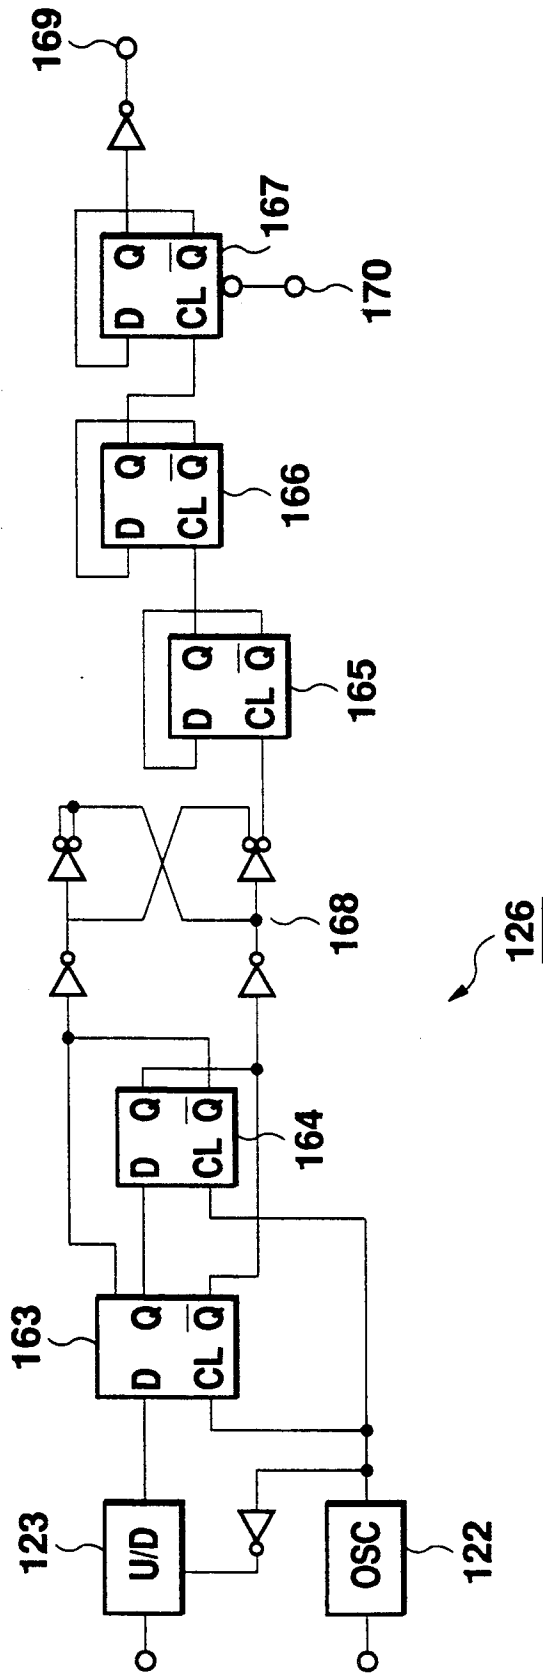 123
U/D
OSC
122
163
D Q
CL Q̅
D Q
CL Q̅
164
168
126
D Q
CL Q̅
165
D Q
CL Q̅
166
D Q
CL Q̅
167
170
169